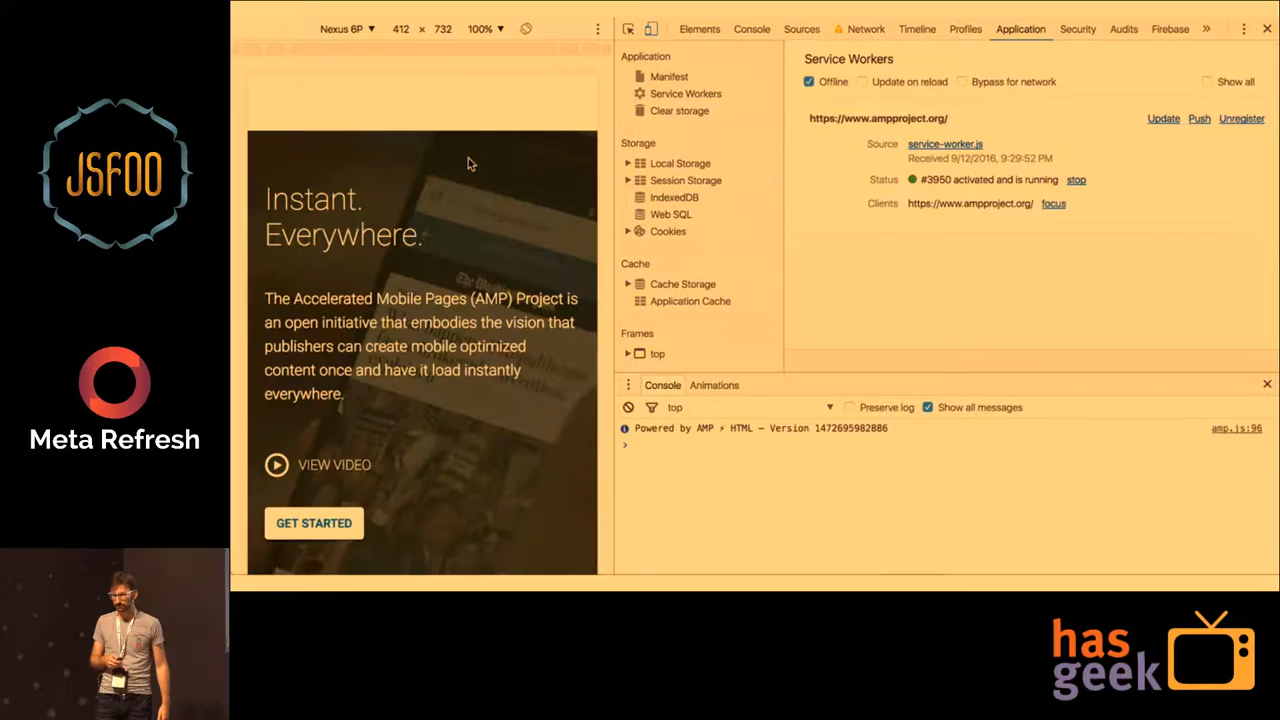 JSFOO
Meta Refresh
Nexus 6P ▼ 412 × 732 100% ▼
Elements Console Sources Network Timeline Profiles Application Security Audits Firebase »
Application
Manifest
Service Workers
Clear storage
Storage
Local Storage
Session Storage
IndexedDB
Web SQL
Cookies
Cache
Cache Storage
Application Cache
Frames
top
Service Workers
Offline Update on reload Bypass for network Show all
https://www.ampproject.org/ Update Push Unregister
Source service-worker.js
Received 9/12/2016, 9:29:52 PM
Status #3950 activated and is running stop
Clients https://www.ampproject.org/ focus
Console Animations
top ▼ Preserve log Show all messages
Powered by AMP ⚡ HTML – Version 1472695982886 amp.js:96
Instant.
Everywhere.
The Accelerated Mobile Pages (AMP) Project is
an open initiative that embodies the vision that
publishers can create mobile optimized
content once and have it load instantly
everywhere.
VIEW VIDEO
GET STARTED
has
geek